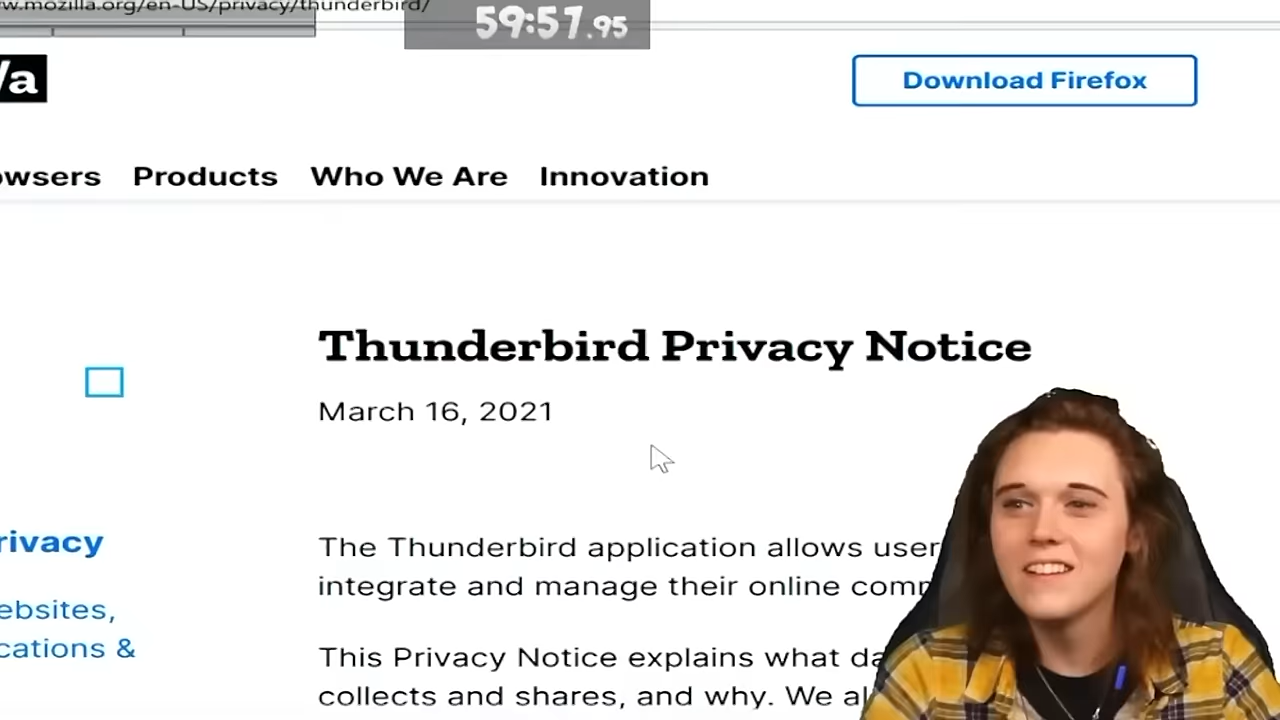 w.mozilla.org/en-US/privacy/thunderbird/
59:57.95
/a
Download Firefox
owsers Products Who We Are Innovation
Thunderbird Privacy Notice
March 16, 2021
rivacy
The Thunderbird application allows user
integrate and manage their online comm
ebsites,
cations &
This Privacy Notice explains what da
collects and shares, and why. We al